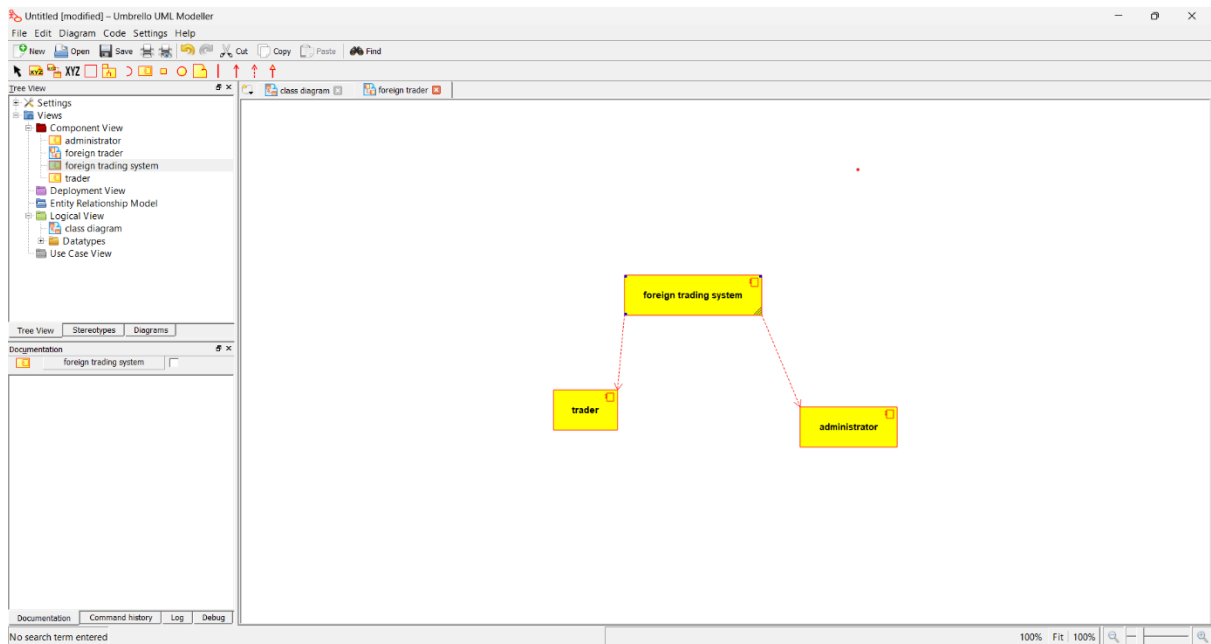 Untitled [modified] – Umbrello UML Modeller
File Edit Diagram Code Settings Help
New Open Save Cut Copy Paste Find
XYZ
Tree View
class diagram foreign trader
Settings
Views
Component View
administrator
foreign trader
foreign trading system
trader
Deployment View
Entity Relationship Model
Logical View
class diagram
Datatypes
Use Case View
Tree View Stereotypes Diagrams
Documentation
foreign trading system
foreign trading system
trader
administrator
Documentation Command history Log Debug
No search term entered
100% Fit 100%